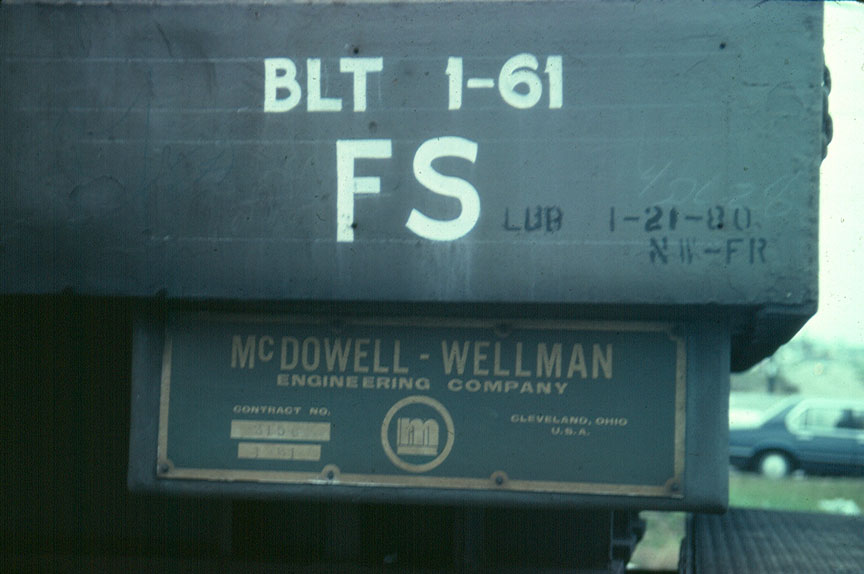 BLT 1-61
FS
LUB 1-21-80
NW-FR
McDOWELL - WELLMAN
ENGINEERING COMPANY
CONTRACT NO.
CLEVELAND, OHIO
U.S.A.
m